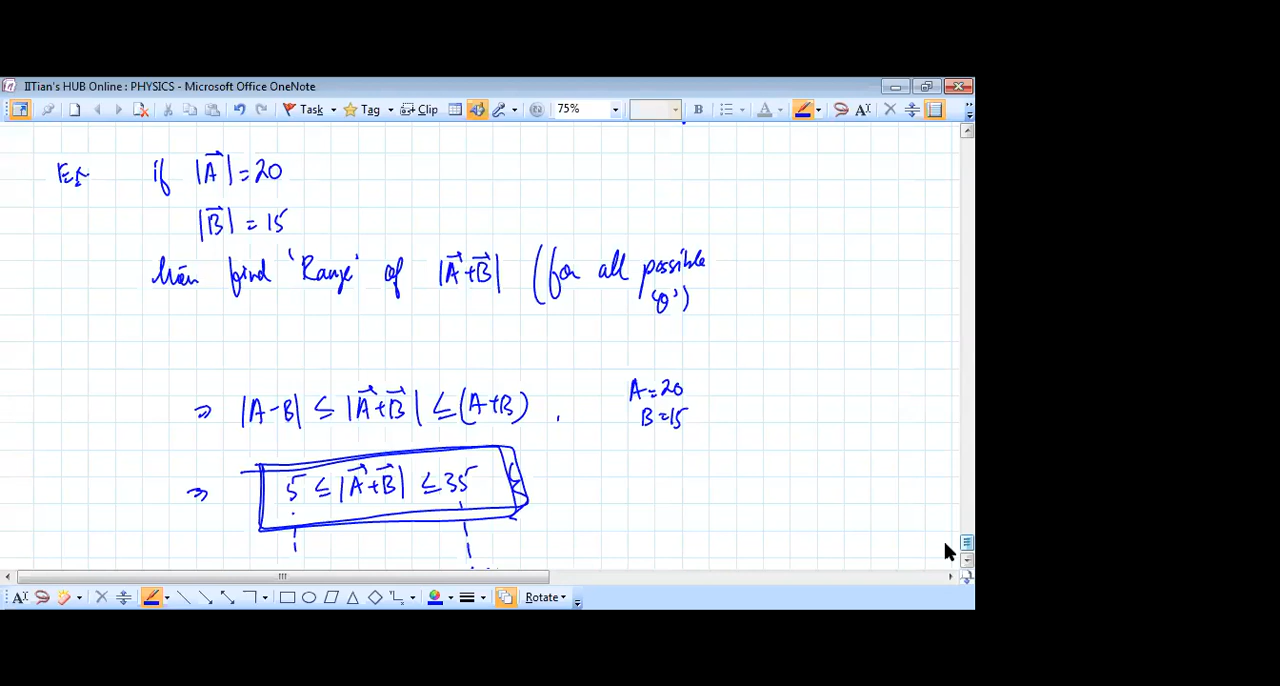 IITian's HUB Online : PHYSICS - Microsoft Office OneNote
Task Tag Clip 75% B A
Ex if |A⃗| = 20
|B⃗| = 15
then find 'Range' of |A⃗+B⃗| (for all possible
'θ')
A = 20
⇒ |A-B| ≤ |A⃗+B⃗| ≤ (A+B) ,
B = 15
⇒ 5 ≤ |A⃗+B⃗| ≤ 35
Rotate